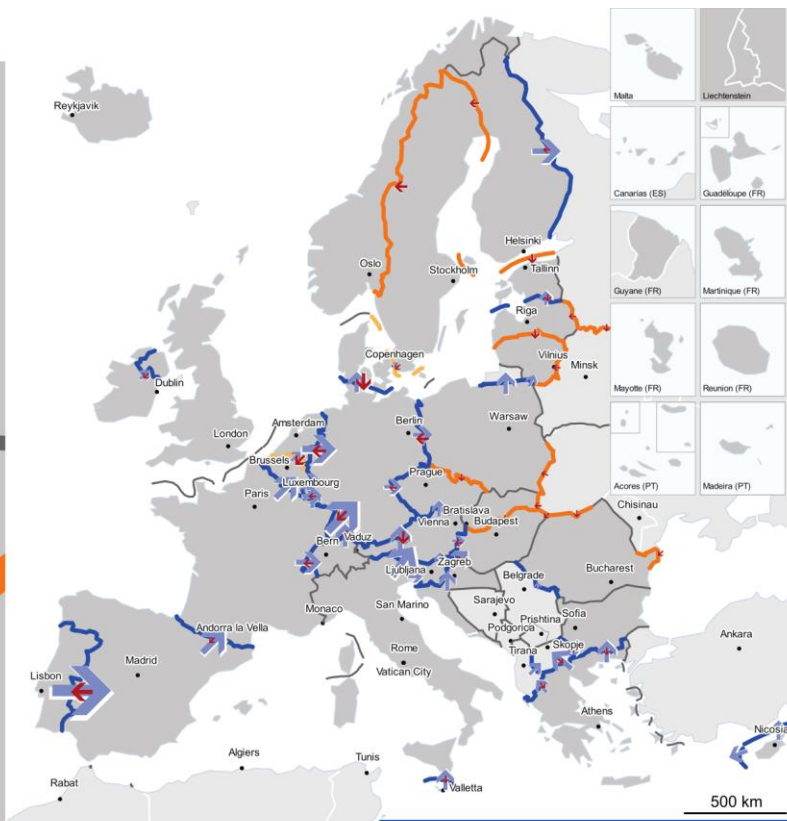 Reykjavik
Malta
Liechtenstein
Canarias (ES)
Guadeloupe (FR)
Helsinki
Oslo
Stockholm
Tallinn
Guyane (FR)
Martinique (FR)
Riga
Copenhagen
Vilnius
Minsk
Dublin
Mayotte (FR)
Reunion (FR)
Amsterdam
Berlin
Warsaw
London
Brussels
Prague
Luxembourg
Paris
Acores (PT)
Madeira (PT)
Chisinau
Bratislava
Vienna
Budapest
Bern
Vaduz
Ljubljana
Zagreb
Bucharest
Belgrade
Monaco
San Marino
Sarajevo
Prishtina
Sofia
Andorra la Vella
Podgorica
Skopje
Ankara
Madrid
Rome
Tirana
Lisbon
Vatican City
Athens
Nicosia
Algiers
Tunis
Rabat
Valletta
500 km